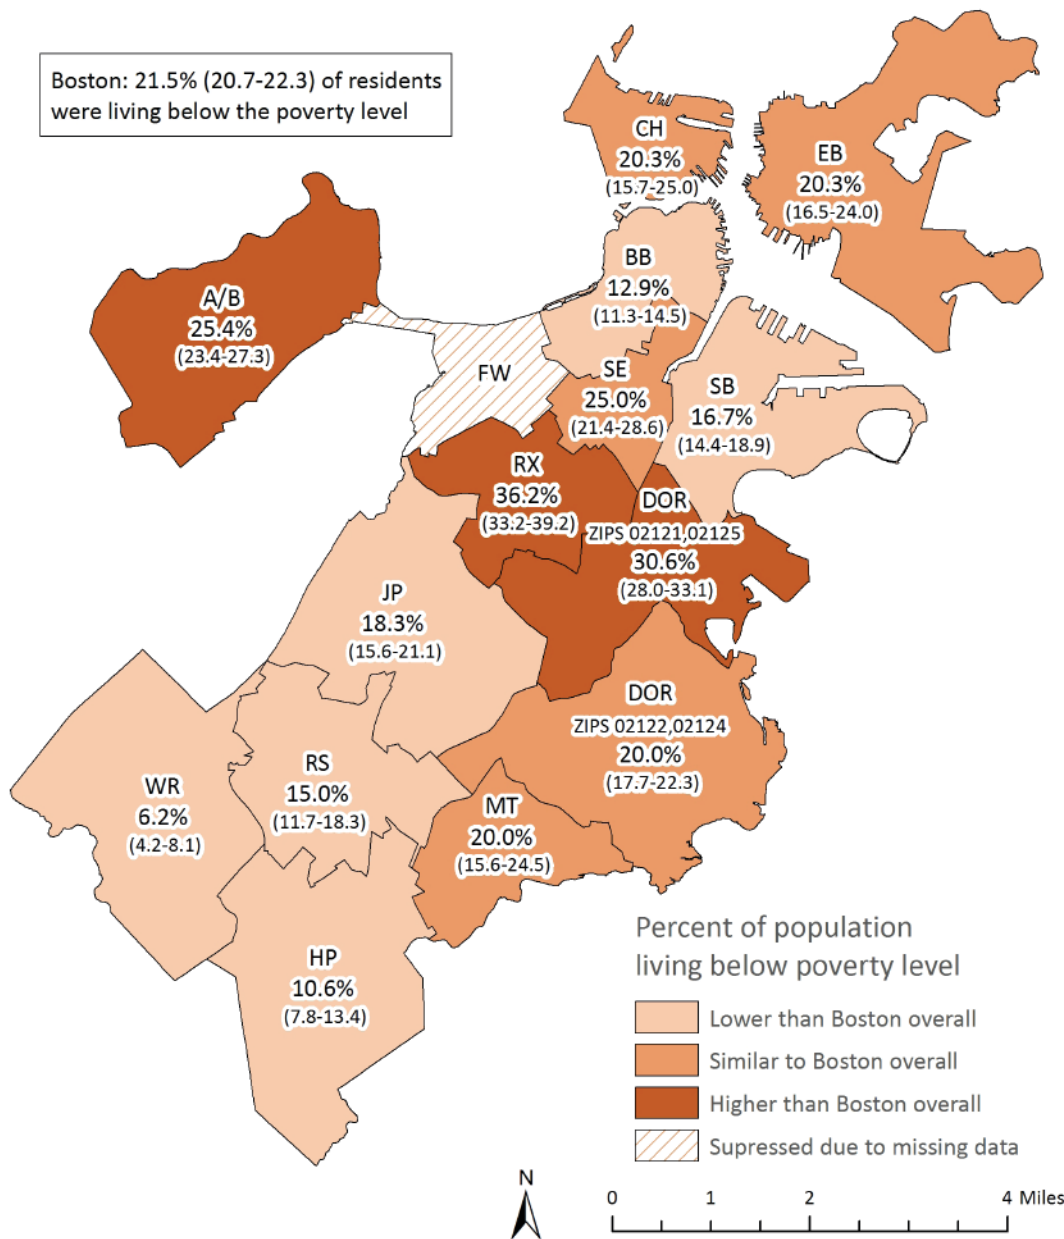 Boston: 21.5% (20.7-22.3) of residents
were living below the poverty level
CH
20.3%
(15.7-25.0)
EB
20.3%
(16.5-24.0)
BB
12.9%
(11.3-14.5)
A/B
25.4%
(23.4-27.3)
FW
SE
25.0%
(21.4-28.6)
SB
16.7%
(14.4-18.9)
RX
36.2%
(33.2-39.2)
DOR
ZIPS 02121,02125
30.6%
(28.0-33.1)
JP
18.3%
(15.6-21.1)
DOR
ZIPS 02122,02124
20.0%
(17.7-22.3)
WR
6.2%
(4.2-8.1)
RS
15.0%
(11.7-18.3)
MT
20.0%
(15.6-24.5)
HP
10.6%
(7.8-13.4)
Percent of population
living below poverty level
Lower than Boston overall
Similar to Boston overall
Higher than Boston overall
Supressed due to missing data
N
0 1 2 4 Miles